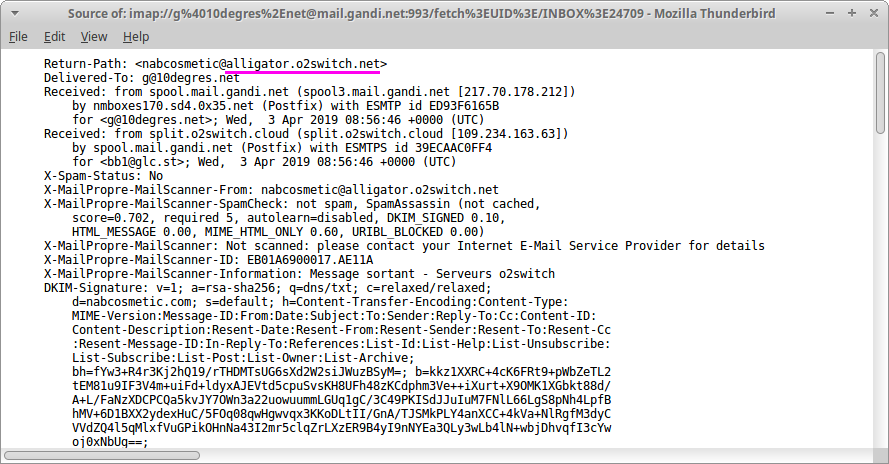 Source of: imap://g%4010degres%2Enet@mail.gandi.net:993/fetch%3EUID%3E/INBOX%3E24709 - Mozilla Thunderbird
File Edit View Help
Return-Path: <nabcosmetic@alligator.o2switch.net>
Delivered-To: g@10degres.net
Received: from spool.mail.gandi.net (spool3.mail.gandi.net [217.70.178.212])
by nmboxes170.sd4.0x35.net (Postfix) with ESMTP id ED93F6165B
for <g@10degres.net>; Wed,  3 Apr 2019 08:56:46 +0000 (UTC)
Received: from split.o2switch.cloud (split.o2switch.cloud [109.234.163.63])
by spool.mail.gandi.net (Postfix) with ESMTPS id 39ECAAC0FF4
for <bb1@glc.st>; Wed,  3 Apr 2019 08:56:46 +0000 (UTC)
X-Spam-Status: No
X-MailPropre-MailScanner-From: nabcosmetic@alligator.o2switch.net
X-MailPropre-MailScanner-SpamCheck: not spam, SpamAssassin (not cached,
score=0.702, required 5, autolearn=disabled, DKIM_SIGNED 0.10,
HTML_MESSAGE 0.00, MIME_HTML_ONLY 0.60, URIBL_BLOCKED 0.00)
X-MailPropre-MailScanner: Not scanned: please contact your Internet E-Mail Service Provider for details
X-MailPropre-MailScanner-ID: EB01A6900017.AE11A
X-MailPropre-MailScanner-Information: Message sortant - Serveurs o2switch
DKIM-Signature: v=1; a=rsa-sha256; q=dns/txt; c=relaxed/relaxed;
d=nabcosmetic.com; s=default; h=Content-Transfer-Encoding:Content-Type:
MIME-Version:Message-ID:From:Date:Subject:To:Sender:Reply-To:Cc:Content-ID:
Content-Description:Resent-Date:Resent-From:Resent-Sender:Resent-To:Resent-Cc
:Resent-Message-ID:In-Reply-To:References:List-Id:List-Help:List-Unsubscribe:
List-Subscribe:List-Post:List-Owner:List-Archive;
bh=fYw3+R4r3Kj2hQ19/rTHDMTsUG6sXd2W2siJWuzBSyM=; b=kkz1XXRC+4cK6FRt9+pWbZeTL2
tEM81u9IF3V4m+uiFd+ldyxAJEVtd5cpuSvsKH8UFh48zKCdphm3Ve++iXurt+X9OMK1XGbkt88d/
A+L/FaNzXDCPCQa5kvJY7OWn3a22uowuummLGUq1gC/3C49PKISdJJuIuM7FNlL66LgS8pNh4LpfB
hMV+6D1BXX2ydexHuC/5FOq08qwHgwvqx3KKoDLtII/GnA/TJSMkPLY4anXCC+4kVa+NlRgfM3dyC
VVdZQ4l5qMlxfVuGPikOHnNa43I2mr5clqZrLXzER9B4yI9nNYEa3QLy3wLb4lN+wbjDhvqfI3cYw
oj0xNbUg==;